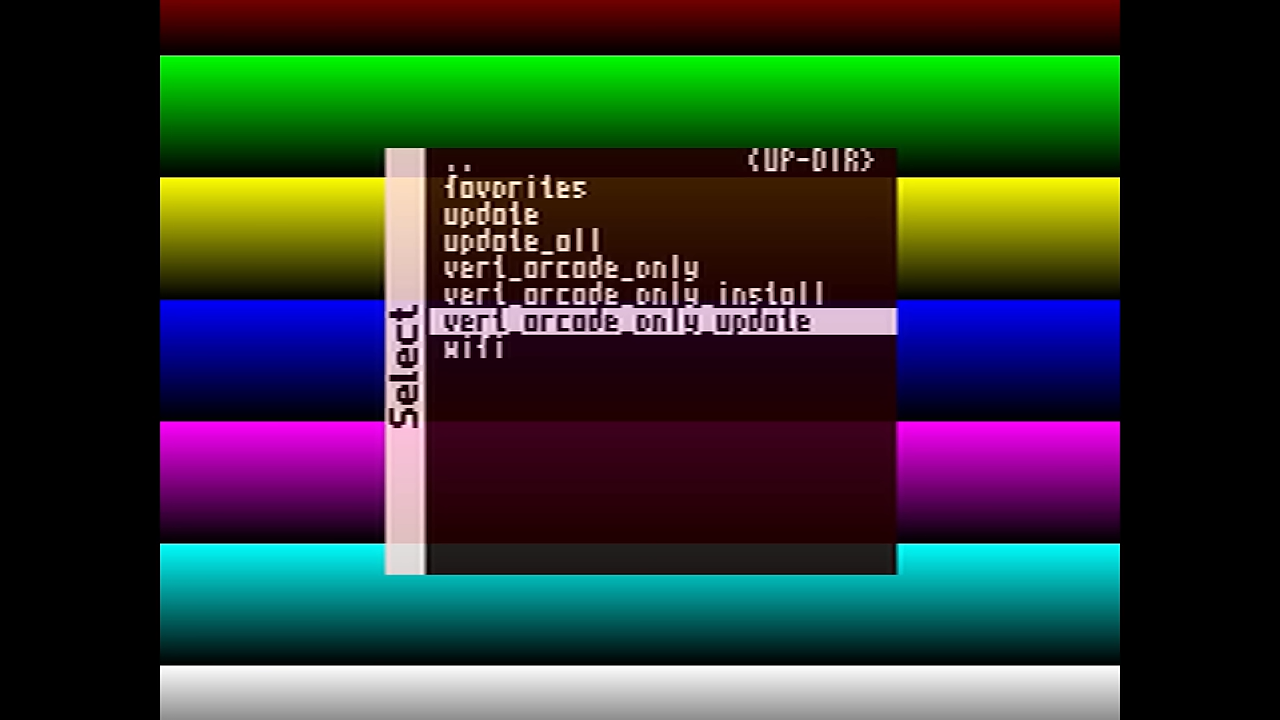 Select
.. <UP-DIR>
favorites
update
update_all
vert_arcade_only
vert_arcade_only_install
vert_arcade_only_update
wifi